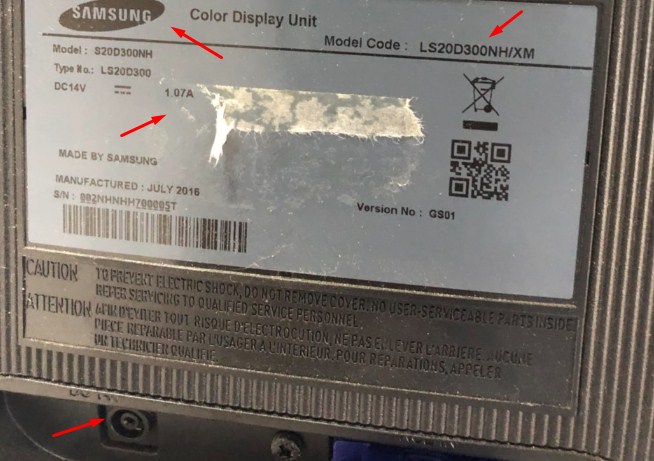 SAMSUNG
Color Display Unit
Model Code : LS20D300NH/XM
Model : S20D300NH
Type No.: LS20D300
DC14V ⎓ 1.07A
MADE BY SAMSUNG
MANUFACTURED : JULY 2016
S/N : 002NHNHH700005T
Version No : GS01
CAUTION TO PREVENT ELECTRIC SHOCK, DO NOT REMOVE COVER. NO USER-SERVICEABLE PARTS INSIDE
REFER SERVICING TO QUALIFIED SERVICE PERSONNEL.
ATTENTION AFIN D'EVITER TOUT RISQUE D'ELECTROCUTION, NE PAS ENLEVER L'ARRIERE. AUCUNE
PIECE REPARABLE PAR L'USAGER A L'INTERIEUR. POUR REPARATIONS, APPELER
UN TECHNICIEN QUALIFIE.